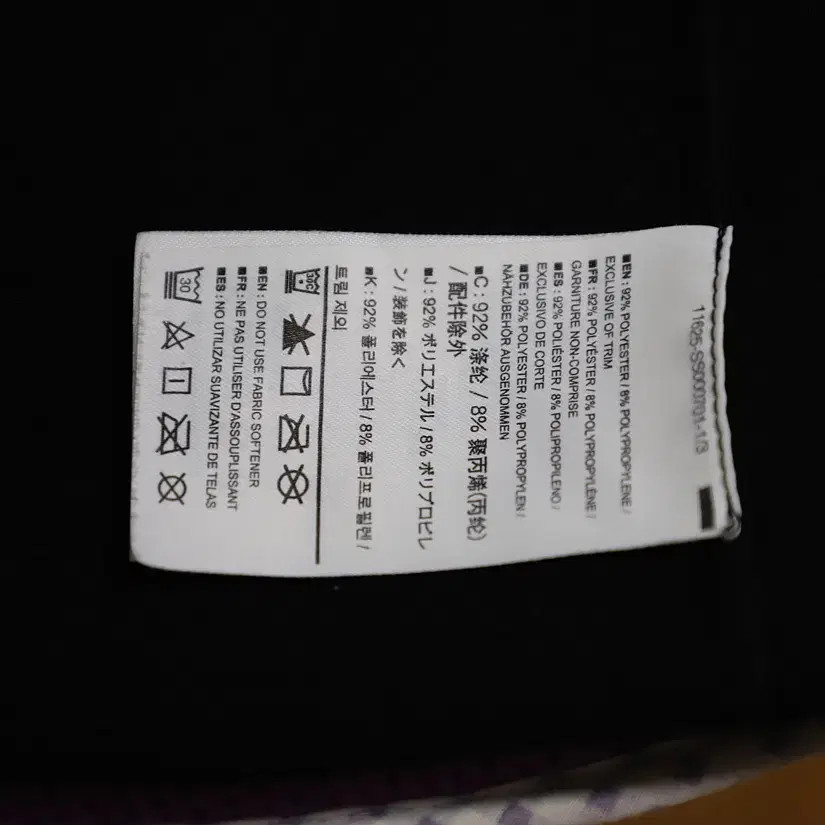 11625-SS000701-1/3
■EN : 92% POLYESTER / 8% POLYPROPYLENE /
EXCLUSIVE OF TRIM
■FR : 92% POLYÉSTER / 8% POLYPROPYLÈNE /
GARNITURE NON-COMPRISE
■ES : 92% POLIÉSTER / 8% POLIPROPILENO /
EXCLUSIVO DE CORTE
■DE : 92% POLYESTER / 8% POLYPROPYLEN /
NÄHZUBEHÖR AUSGENOMMEN
■C : 92% 涤纶 / 8% 聚丙烯(丙纶)
/ 配件除外
■J : 92% ポリエステル / 8% ポリプロピレ
ン / 装飾を除く
■K : 92% 폴리에스터 / 8% 폴리프로필렌 /
트림 제외
30C
■EN : DO NOT USE FABRIC SOFTENER
■FR : NE PAS UTILISER D'ASSOUPLISSANT
■ES : NO UTILIZAR SUAVIZANTE DE TELAS
30